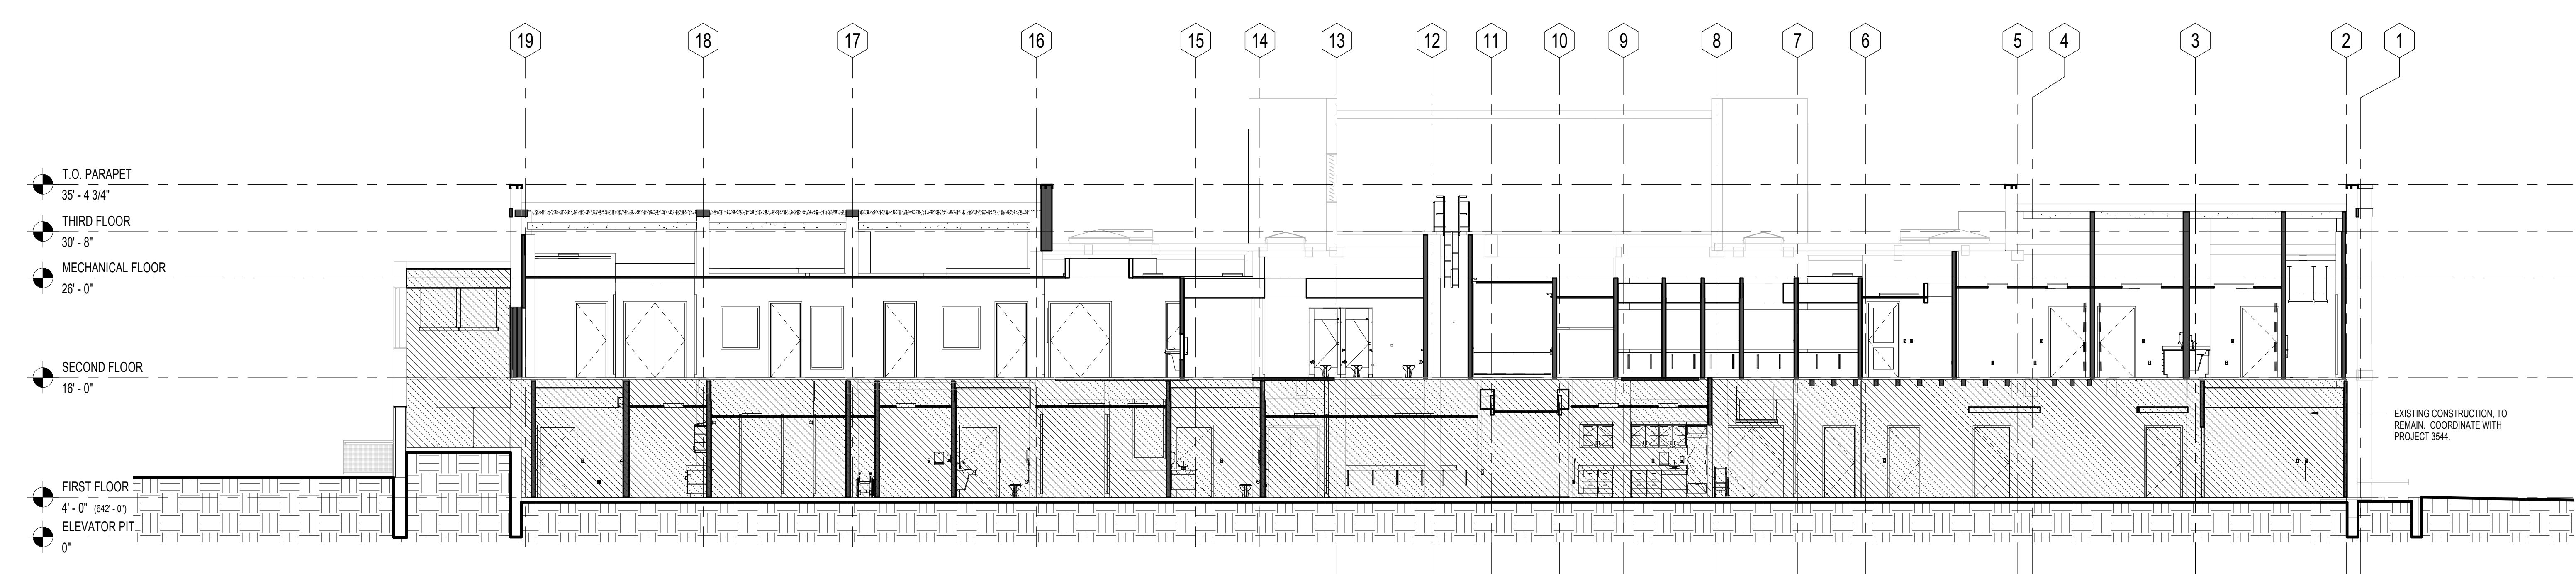 19 18 17 16 15 14 13 12 11 10 9 8 7 6 5 4 3 2 1
T.O. PARAPET
35' - 4 3/4"
THIRD FLOOR
30' - 8"
MECHANICAL FLOOR
26' - 0"
SECOND FLOOR
16' - 0"
EXISTING CONSTRUCTION, TO
REMAIN. COORDINATE WITH
PROJECT 3544.
FIRST FLOOR
4' - 0" (642' - 0")
ELEVATOR PIT
0"